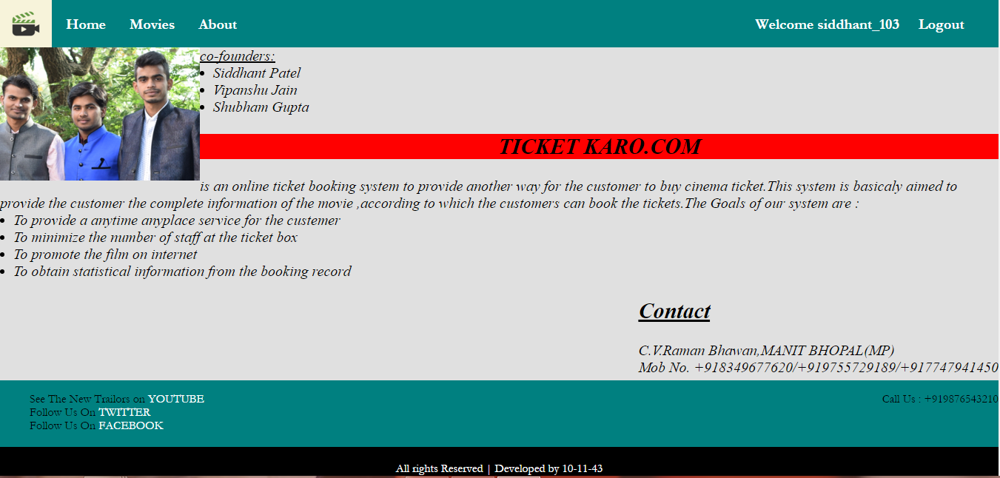 Home Movies About Welcome siddhant_103 Logout
co-founders:
• Siddhant Patel
• Vipanshu Jain
• Shubham Gupta
TICKET KARO.COM
is an online ticket booking system to provide another way for the customer to buy cinema ticket.This system is basicaly aimed to
provide the customer the complete information of the movie ,according to which the customers can book the tickets.The Goals of our system are :
• To provide a anytime anyplace service for the custemer
• To minimize the number of staff at the ticket box
• To promote the film on internet
• To obtain statistical information from the booking record
Contact
C.V.Raman Bhawan,MANIT BHOPAL(MP)
Mob No. +918349677620/+919755729189/+917747941450
See The New Trailors on YOUTUBE Call Us : +919876543210
Follow Us On TWITTER
Follow Us On FACEBOOK
All rights Reserved | Developed by 10-11-43